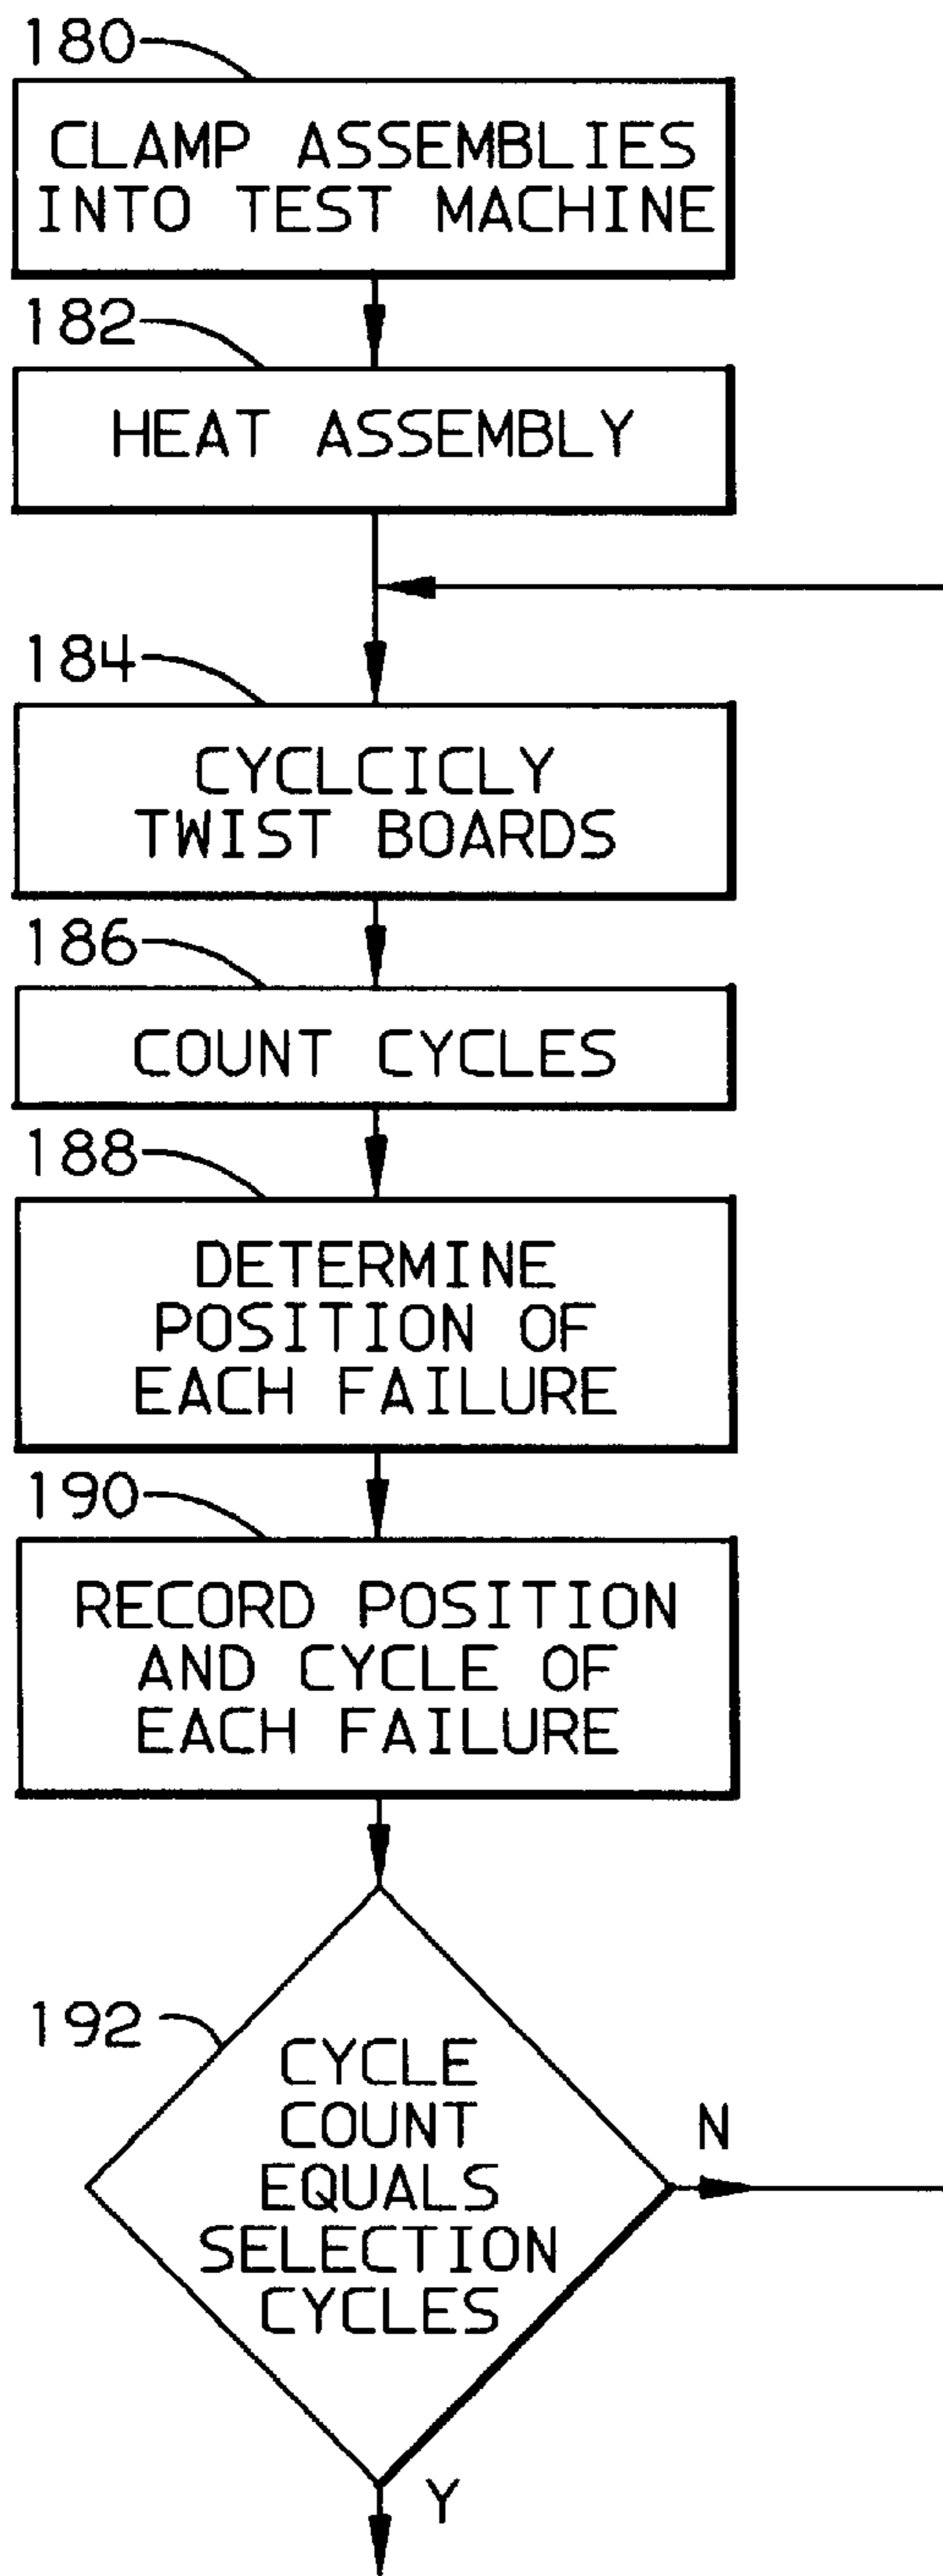 180
CLAMP ASSEMBLIES
INTO TEST MACHINE
182
HEAT ASSEMBLY
184
CYCLCICLY
TWIST BOARDS
186
COUNT CYCLES
188
DETERMINE
POSITION OF
EACH FAILURE
190
RECORD POSITION
AND CYCLE OF
EACH FAILURE
192
CYCLE
COUNT
EQUALS
SELECTION
CYCLES
N
Y